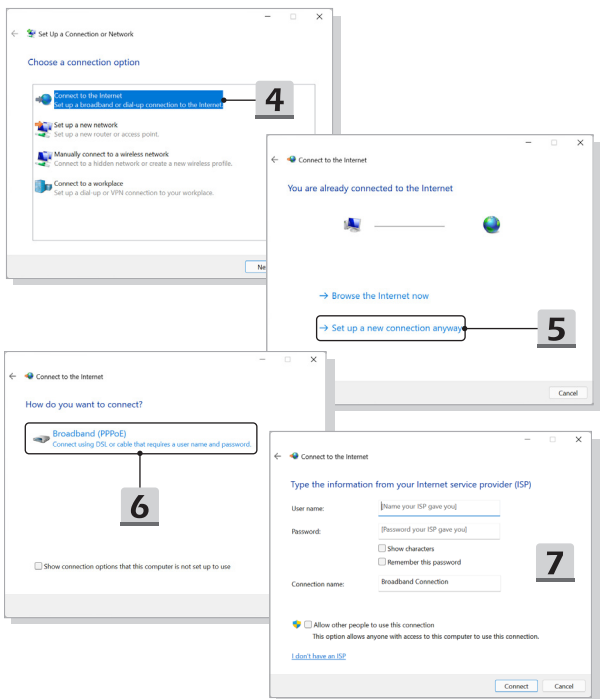 Set Up a Connection or Network
Choose a connection option
Connect to the Internet
Set up a broadband or dial-up connection to the Internet
4
Set up a new network
Set up a new router or access point.
Manually connect to a wireless network
Connect to a hidden network or create a new wireless profile.
Connect to a workplace
Set up a dial-up or VPN connection to your workplace.
Ne
Connect to the Internet
You are already connected to the Internet
→ Browse the Internet now
→ Set up a new connection anyway
5
Cancel
Connect to the Internet
How do you want to connect?
Broadband (PPPoE)
Connect using DSL or cable that requires a user name and password.
6
Show connection options that this computer is not set up to use
Connect to the Internet
Type the information from your Internet service provider (ISP)
User name: [Name your ISP gave you]
Password: [Password your ISP gave you]
Show characters
Remember this password
7
Connection name: Broadband Connection
Allow other people to use this connection
This option allows anyone with access to this computer to use this connection.
I don't have an ISP
Connect Cancel